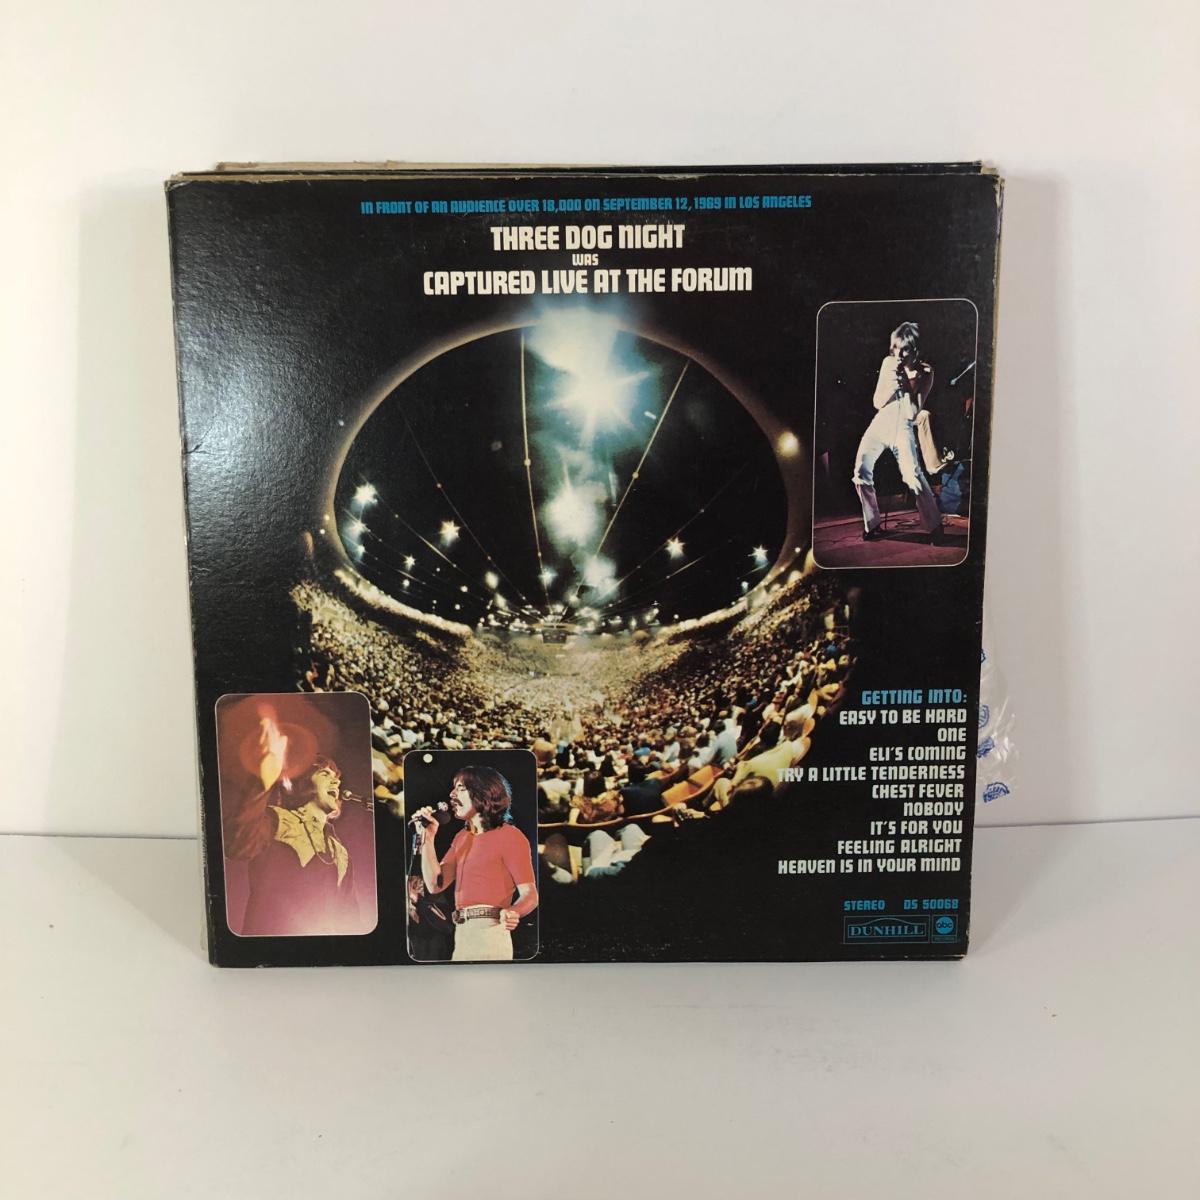 IN FRONT OF AN AUDIENCE OVER 18,000 ON SEPTEMBER 12, 1969 IN LOS ANGELES
THREE DOG NIGHT
WAS
CAPTURED LIVE AT THE FORUM
GETTING INTO:
EASY TO BE HARD
ONE
ELI'S COMING
TRY A LITTLE TENDERNESS
CHEST FEVER
NOBODY
IT'S FOR YOU
FEELING ALRIGHT
HEAVEN IS IN YOUR MIND
STEREO DS 50068
DUNHILL abc